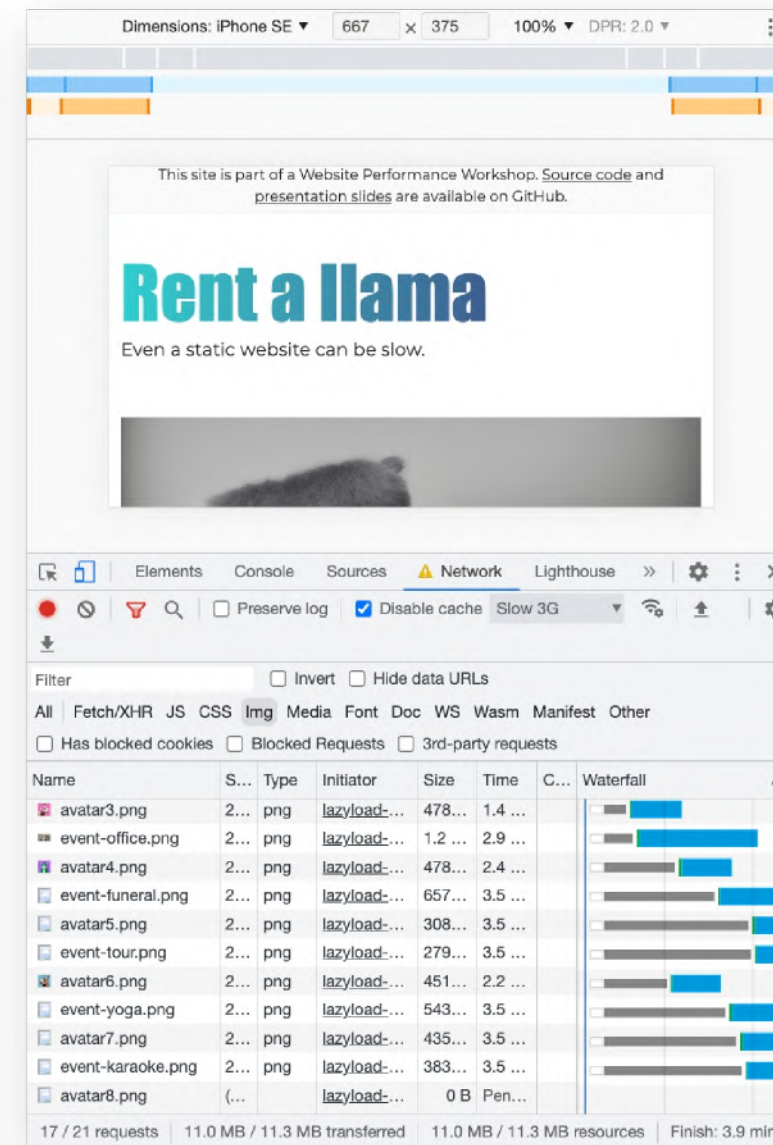 Dimensions: iPhone SE ▼ 667 x 375 100% ▼ DPR: 2.0 ▼
This site is part of a Website Performance Workshop. Source code and
presentation slides are available on GitHub.
Rent a llama
Even a static website can be slow.
Elements Console Sources Network Lighthouse »
Preserve log Disable cache Slow 3G ▼
Filter Invert Hide data URLs
All Fetch/XHR JS CSS Img Media Font Doc WS Wasm Manifest Other
Has blocked cookies Blocked Requests 3rd-party requests
Name S... Type Initiator Size Time C... Waterfall
avatar3.png 2... png lazyload-... 478... 1.4 ...
event-office.png 2... png lazyload-... 1.2 ... 2.9 ...
avatar4.png 2... png lazyload-... 478... 2.4 ...
event-funeral.png 2... png lazyload-... 657... 3.5 ...
avatar5.png 2... png lazyload-... 308... 3.5 ...
event-tour.png 2... png lazyload-... 279... 3.5 ...
avatar6.png 2... png lazyload-... 451... 2.2 ...
event-yoga.png 2... png lazyload-... 543... 3.5 ...
avatar7.png 2... png lazyload-... 435... 3.5 ...
event-karaoke.png 2... png lazyload-... 383... 3.5 ...
avatar8.png (... lazyload-... 0 B Pen...
17 / 21 requests 11.0 MB / 11.3 MB transferred 11.0 MB / 11.3 MB resources Finish: 3.9 min